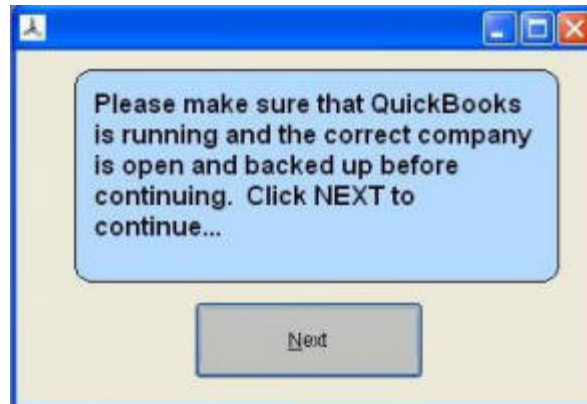 Please make sure that QuickBooks
is running and the correct company
is open and backed up before
continuing.  Click NEXT to
continue...
Next